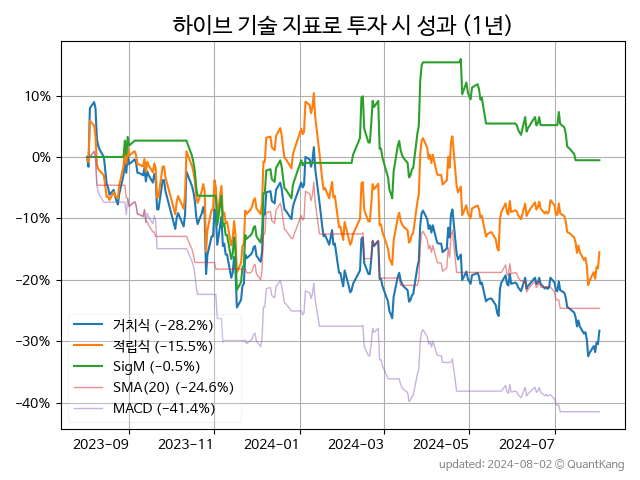 하이브 기술 지표로 투자 시 성과 (1년)
10%
0%
−10%
−20%
−30%
−40%
거치식 (−28.2%)
적립식 (−15.5%)
SigM (−0.5%)
SMA(20) (−24.6%)
MACD (−41.4%)
2023-09 2023-11 2024-01 2024-03 2024-05 2024-07
updated: 2024-08-02 © QuantKang